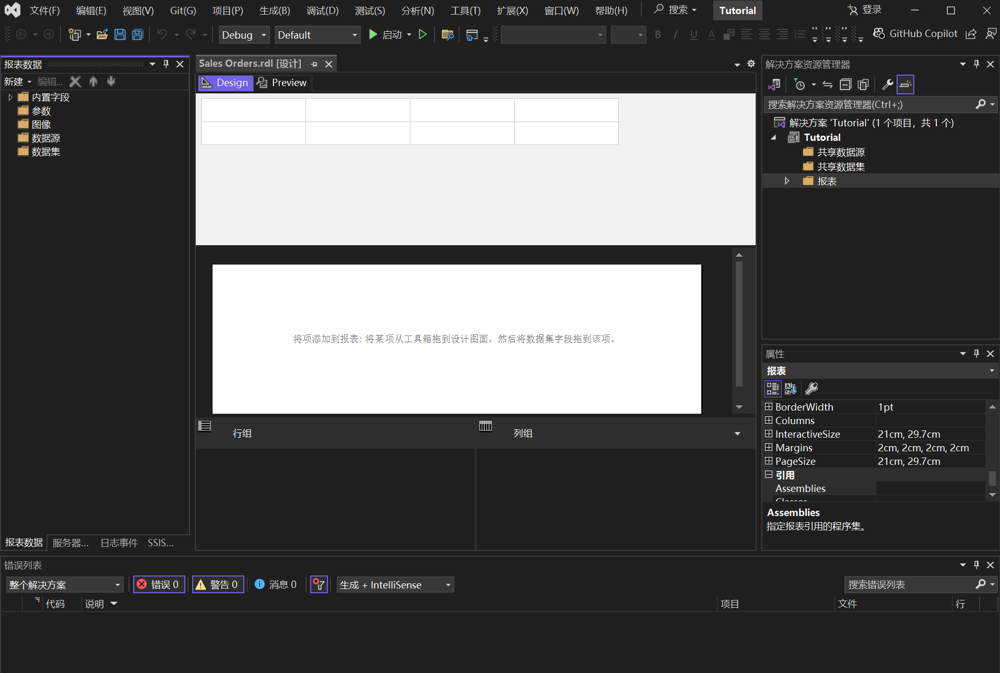 文件(F) 编辑(E) 视图(V) Git(G) 项目(P) 生成(B) 调试(D) 测试(S) 分析(N) 工具(T) 扩展(X) 窗口(W) 帮助(H) 搜索 Tutorial 登录
Debug Default 启动 B I U A GitHub Copilot
报表数据
新建 编辑...
内置字段
参数
图像
数据源
数据集
报表数据 服务器... 日志事件 SSIS...
Sales Orders.rdl [设计]
Design Preview
将项添加到报表: 将某项从工具箱拖到设计图面，然后将数据集字段拖到该项。
行组 列组
解决方案资源管理器
搜索解决方案资源管理器(Ctrl+;)
解决方案 'Tutorial' (1 个项目，共 1 个)
Tutorial
共享数据源
共享数据集
报表
属性
报表
BorderWidth 1pt
Columns
InteractiveSize 21cm, 29.7cm
Margins 2cm, 2cm, 2cm, 2cm
PageSize 21cm, 29.7cm
引用
Assemblies
Classes
Assemblies
指定报表引用的程序集。
错误列表
整个解决方案 错误 0 警告 0 消息 0 生成 + IntelliSense 搜索错误列表
代码 说明 项目 文件 行